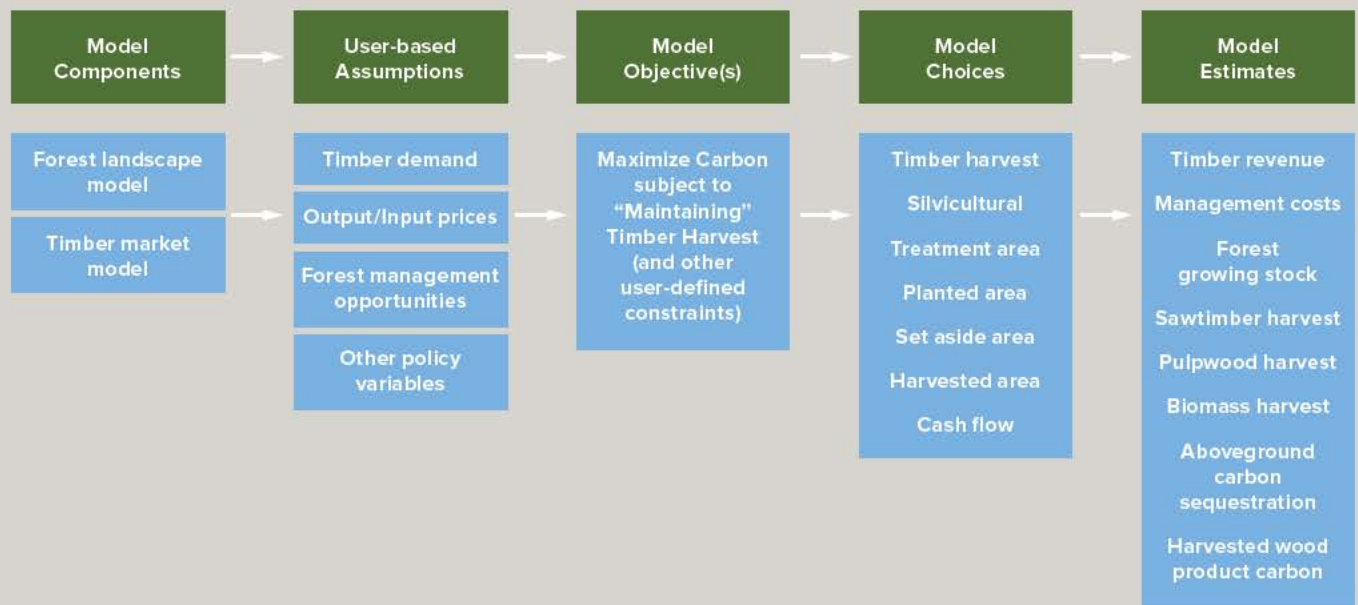 Model
Components
User-based
Assumptions
Model
Objective(s)
Model
Choices
Model
Estimates
Forest landscape
model
Timber market
model
Timber demand
Output/Input prices
Forest management
opportunities
Other policy
variables
Maximize Carbon
subject to
“Maintaining”
Timber Harvest
(and other
user-defined
constraints)
Timber harvest
Silvicultural
Treatment area
Planted area
Set aside area
Harvested area
Cash flow
Timber revenue
Management costs
Forest
growing stock
Sawtimber harvest
Pulpwood harvest
Biomass harvest
Aboveground
carbon
sequestration
Harvested wood
product carbon